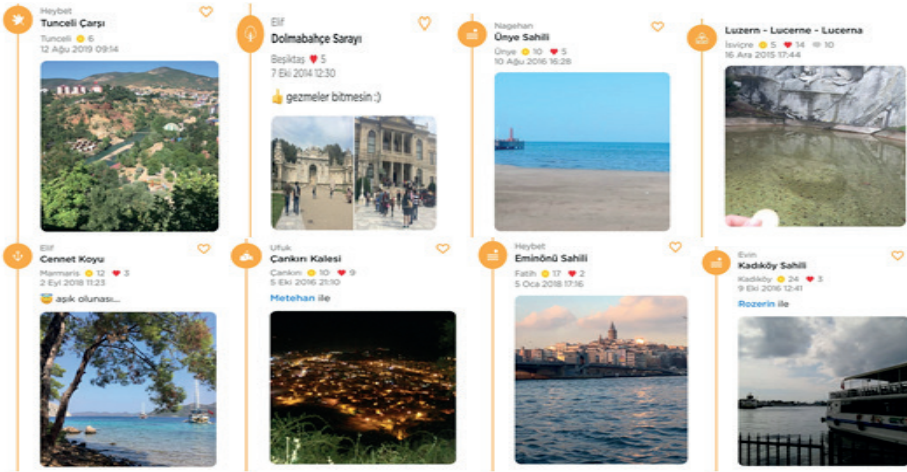 Heybet
Tunceli Çarşı
Tunceli 6
12 Ağu 2019 09:14
Elif
Dolmabahçe Sarayı
Beşiktaş 5
7 Eki 2014 12:30
gezmeler bitmesin :)
Nagehan
Ünye Sahili
Ünye 10 5
10 Ağu 2016 16:28
Luzern - Lucerne - Lucerna
İsviçre 5 14 10
16 Ara 2015 17:44
Elif
Cennet Koyu
Marmaris 12 3
2 Eyl 2018 11:23
aşık olunası...
Ufuk
Çankırı Kalesi
Çankırı 10 9
5 Eki 2016 21:10
Metehan ile
Heybet
Eminönü Sahili
Fatih 17 2
5 Oca 2018 17:16
Evin
Kadıköy Sahili
Kadıköy 24 3
9 Eki 2016 12:41
Rozerin ile